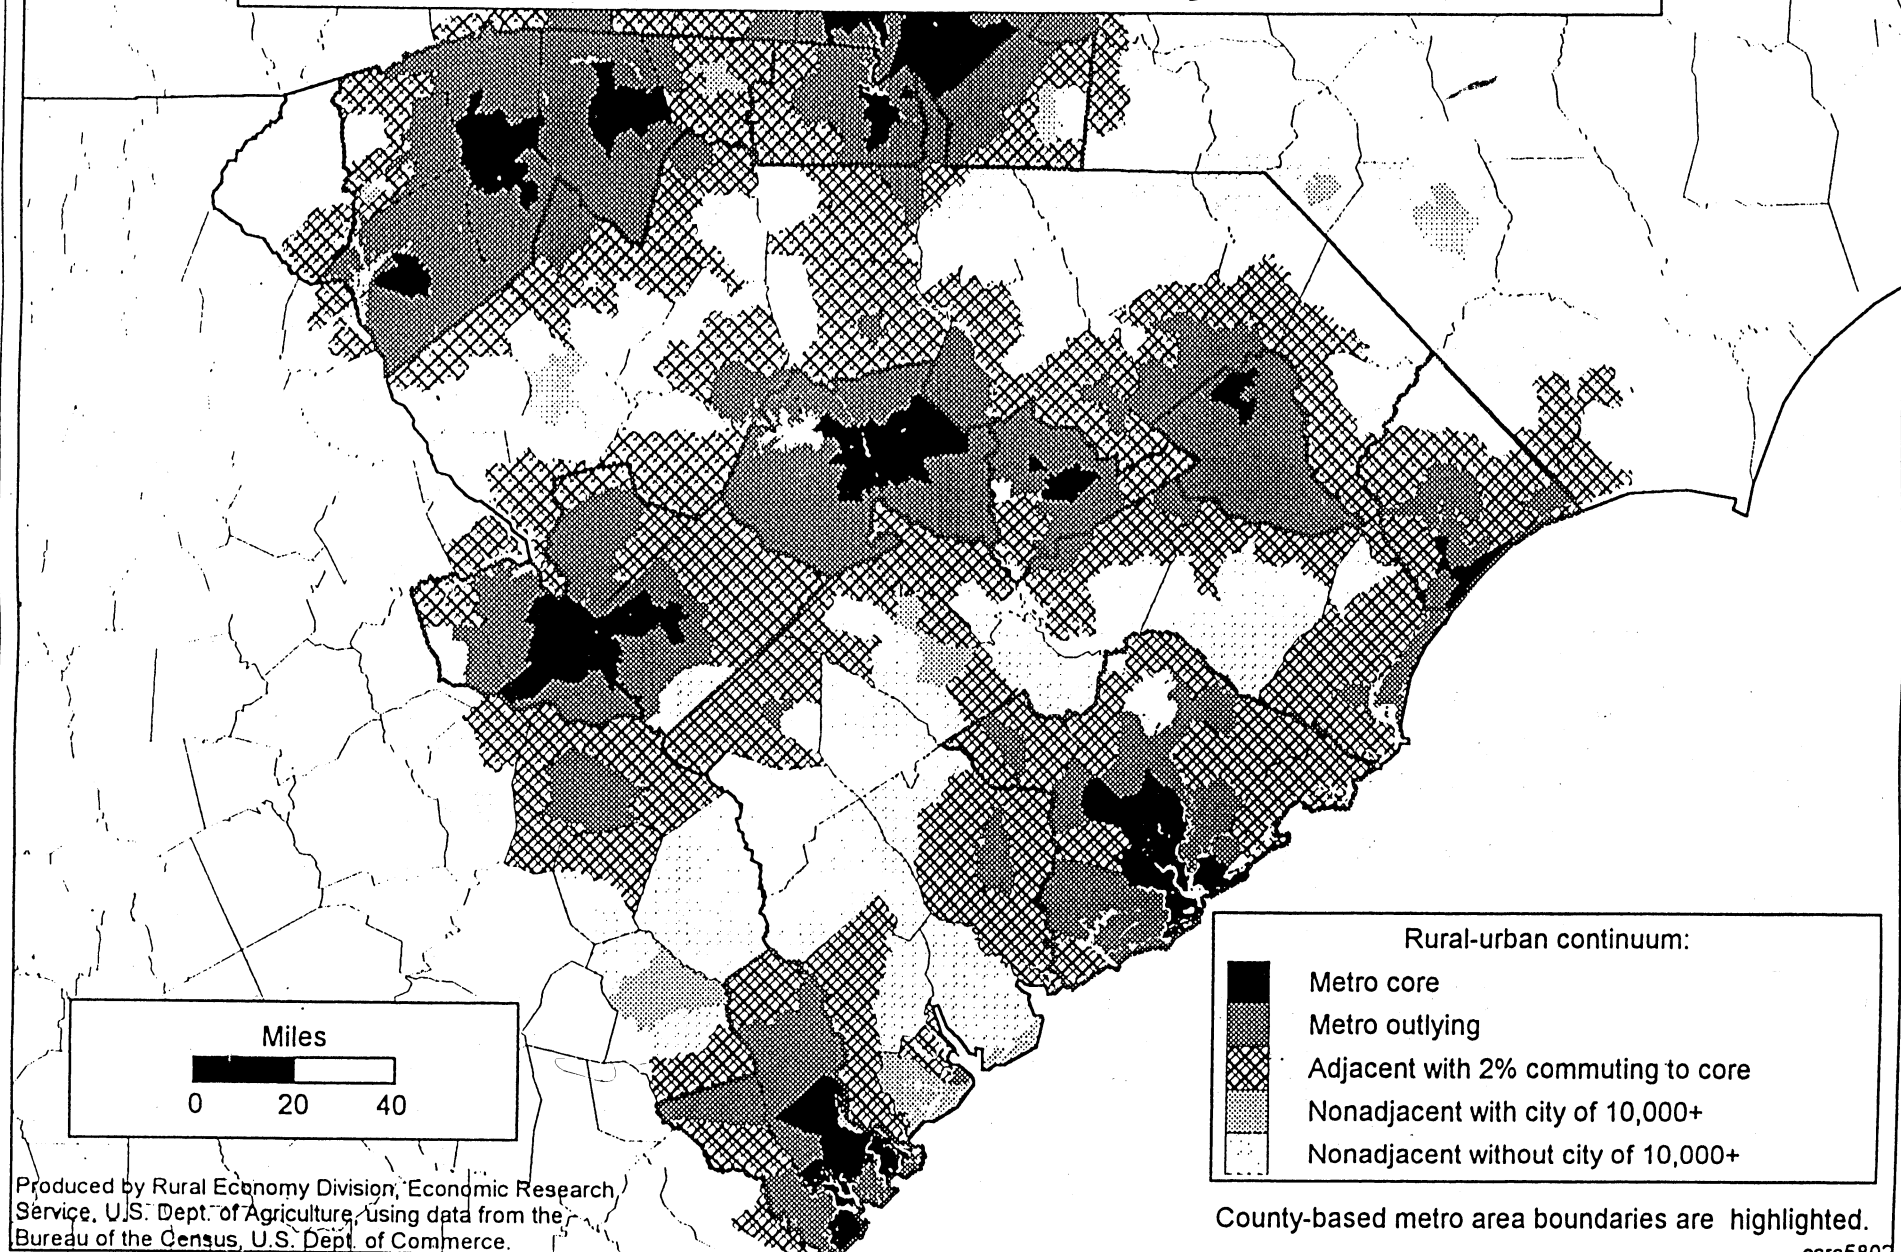 Rural-urban continuum:
Metro core
Metro outlying
Adjacent with 2% commuting to core
Nonadjacent with city of 10,000+
Nonadjacent without city of 10,000+
Miles
0 20 40
Produced by Rural Economy Division, Economic Research
Service, U.S. Dept. of Agriculture, using data from the
Bureau of the Census, U.S. Dept. of Commerce.
County-based metro area boundaries are highlighted.